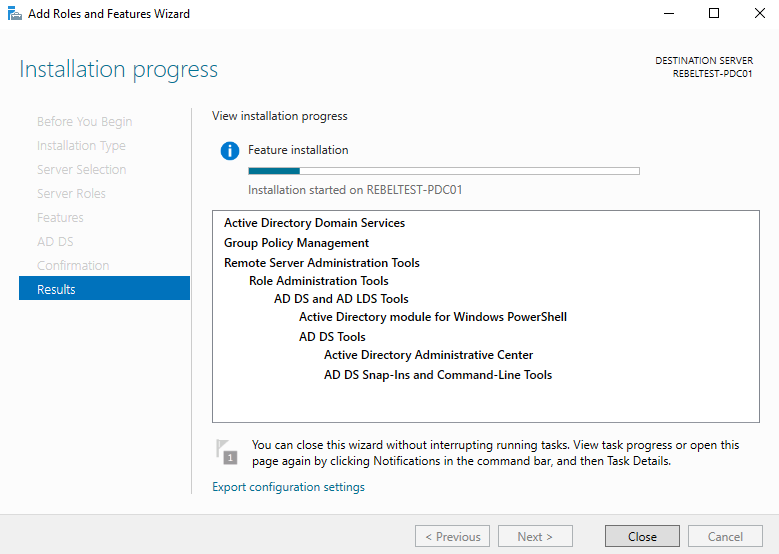 Add Roles and Features Wizard
Installation progress
DESTINATION SERVER
REBELTEST-PDC01
Before You Begin
Installation Type
Server Selection
Server Roles
Features
AD DS
Confirmation
Results
View installation progress
Feature installation
Installation started on REBELTEST-PDC01
Active Directory Domain Services
Group Policy Management
Remote Server Administration Tools
Role Administration Tools
AD DS and AD LDS Tools
Active Directory module for Windows PowerShell
AD DS Tools
Active Directory Administrative Center
AD DS Snap-Ins and Command-Line Tools
1
You can close this wizard without interrupting running tasks. View task progress or open this
page again by clicking Notifications in the command bar, and then Task Details.
Export configuration settings
< Previous
Next >
Close
Cancel